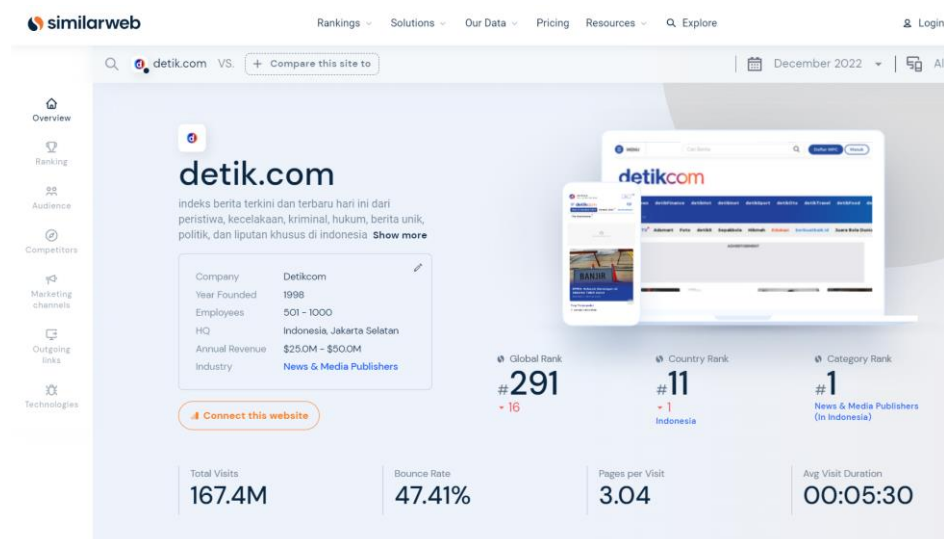 similarweb
Rankings Solutions Our Data Pricing Resources Explore Login
detik.com VS. + Compare this site to December 2022 Al
Overview
Ranking
Audience
Competitors
Marketing
channels
Outgoing
links
Technologies
detik.com
indeks berita terkini dan terbaru hari ini dari
peristiwa, kecelakaan, kriminal, hukum, berita unik,
politik, dan liputan khusus di indonesia Show more
Company Detikcom
Year Founded 1998
Employees 501 - 1000
HQ Indonesia, Jakarta Selatan
Annual Revenue $25.0M - $50.0M
Industry News & Media Publishers
Connect this website
MENU
detikcom
BANJIR
ADVERTISEMENT
Global Rank
#291
16
Country Rank
#11
1
Indonesia
Category Rank
#1
News & Media Publishers
(In Indonesia)
Total Visits
167.4M
Bounce Rate
47.41%
Pages per Visit
3.04
Avg Visit Duration
00:05:30